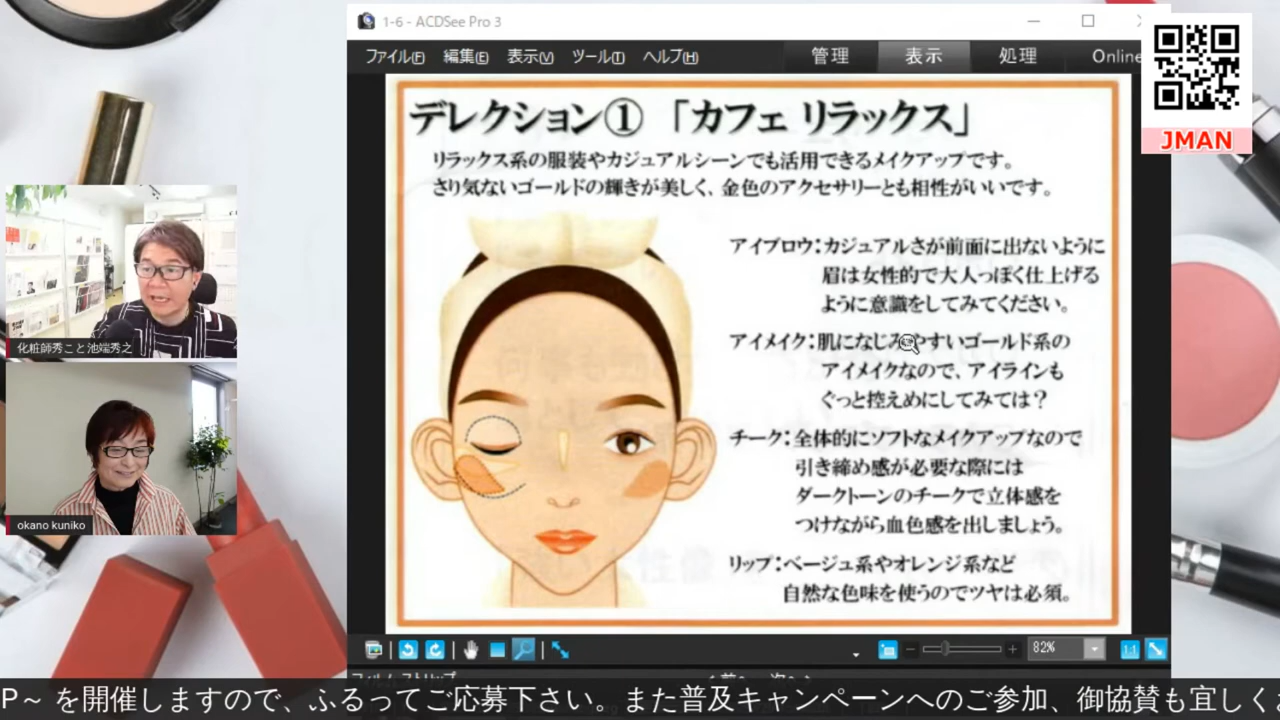 1-6 - ACDSee Pro 3
ファイル(F) 編集(E) 表示(V) ツール(T) ヘルプ(H) 管理 表示 処理 Online
JMAN
デレクション①「カフェ リラックス」
リラックス系の服装やカジュアルシーンでも活用できるメイクアップです。
さり気ないゴールドの輝きが美しく、金色のアクセサリーとも相性がいいです。
アイブロウ：カジュアルさが前面に出ないように
眉は女性的で大人っぽく仕上げる
ように意識をしてみてください。
アイメイク：肌になじみやすいゴールド系の
アイメイクなので、アイラインも
ぐっと控えめにしてみては？
チーク：全体的にソフトなメイクアップなので
引き締め感が必要な際には
ダークトーンのチークで立体感を
つけながら血色感を出しましょう。
リップ：ベージュ系やオレンジ系など
自然な色味を使うのでツヤは必須。
化粧師秀こと池端秀之
okano kuniko
82%
1:1
P～ を開催しますので、ふるってご応募下さい。また普及キャンペーンへのご参加、御協賛も宜しく